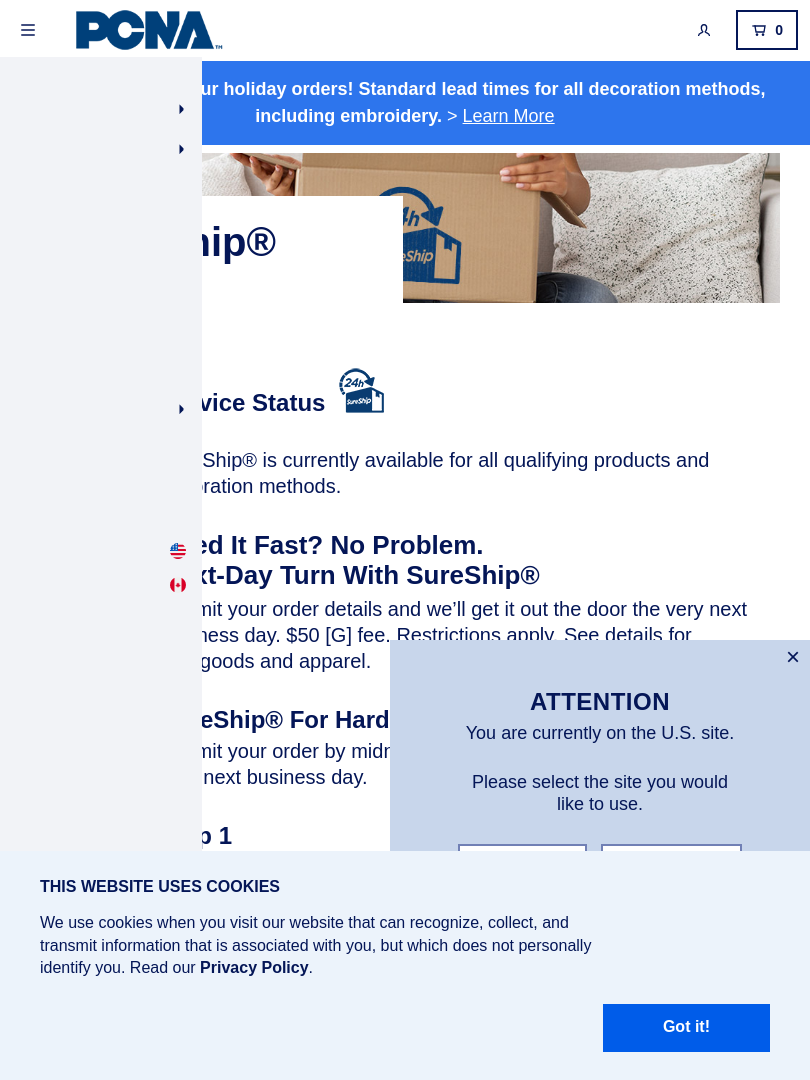 PCNA™
0
ur holiday orders! Standard lead times for all decoration methods,
including embroidery. > Learn More
24h
SureShip
hip®
vice Status
24h
SureShip
Ship® is currently available for all qualifying products and
oration methods.
ed It Fast? No Problem.
xt-Day Turn With SureShip®
mit your order details and we’ll get it out the door the very next
ness day. $50 [G] fee. Restrictions apply. See details for
goods and apparel.
eShip® For Hard
mit your order by midn
next business day.
p 1
×
ATTENTION
You are currently on the U.S. site.
Please select the site you would
like to use.
THIS WEBSITE USES COOKIES
We use cookies when you visit our website that can recognize, collect, and
transmit information that is associated with you, but which does not personally
identify you. Read our Privacy Policy.
Got it!